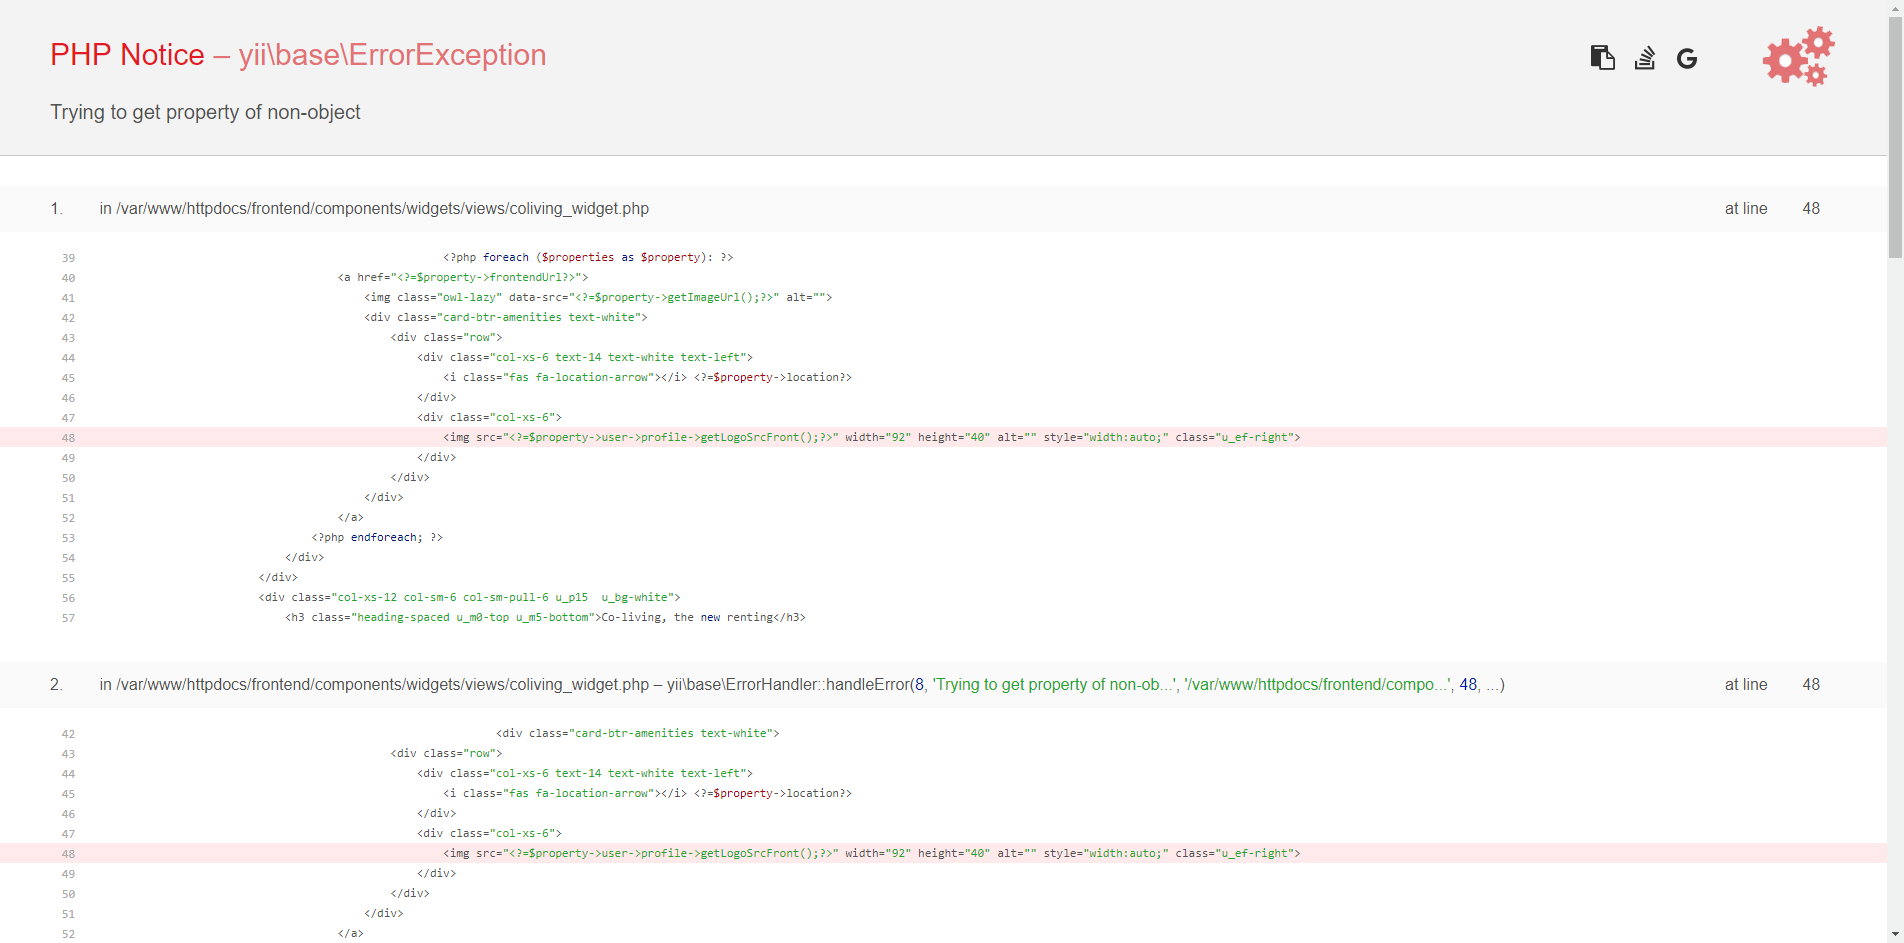 PHP Notice – yii\base\ErrorException
Trying to get property of non-object
1. in /var/www/httpdocs/frontend/components/widgets/views/coliving_widget.php at line 48
39 <?php foreach ($properties as $property): ?>
40 <a href="<?=$property->frontendUrl?>">
41 <img class="owl-lazy" data-src="<?=$property->getImageUrl();?>" alt="">
42 <div class="card-btr-amenities text-white">
43 <div class="row">
44 <div class="col-xs-6 text-14 text-white text-left">
45 <i class="fas fa-location-arrow"></i> <?=$property->location?>
46 </div>
47 <div class="col-xs-6">
48 <img src="<?=$property->user->profile->getLogoSrcFront();?>" width="92" height="40" alt="" style="width:auto;" class="u_ef-right">
49 </div>
50 </div>
51 </div>
52 </a>
53 <?php endforeach; ?>
54 </div>
55 </div>
56 <div class="col-xs-12 col-sm-6 col-sm-pull-6 u_p15  u_bg-white">
57 <h3 class="heading-spaced u_m0-top u_m5-bottom">Co-living, the new renting</h3>
2. in /var/www/httpdocs/frontend/components/widgets/views/coliving_widget.php – yii\base\ErrorHandler::handleError(8, 'Trying to get property of non-ob...', '/var/www/httpdocs/frontend/compo...', 48, ...) at line 48
42 <div class="card-btr-amenities text-white">
43 <div class="row">
44 <div class="col-xs-6 text-14 text-white text-left">
45 <i class="fas fa-location-arrow"></i> <?=$property->location?>
46 </div>
47 <div class="col-xs-6">
48 <img src="<?=$property->user->profile->getLogoSrcFront();?>" width="92" height="40" alt="" style="width:auto;" class="u_ef-right">
49 </div>
50 </div>
51 </div>
52 </a>